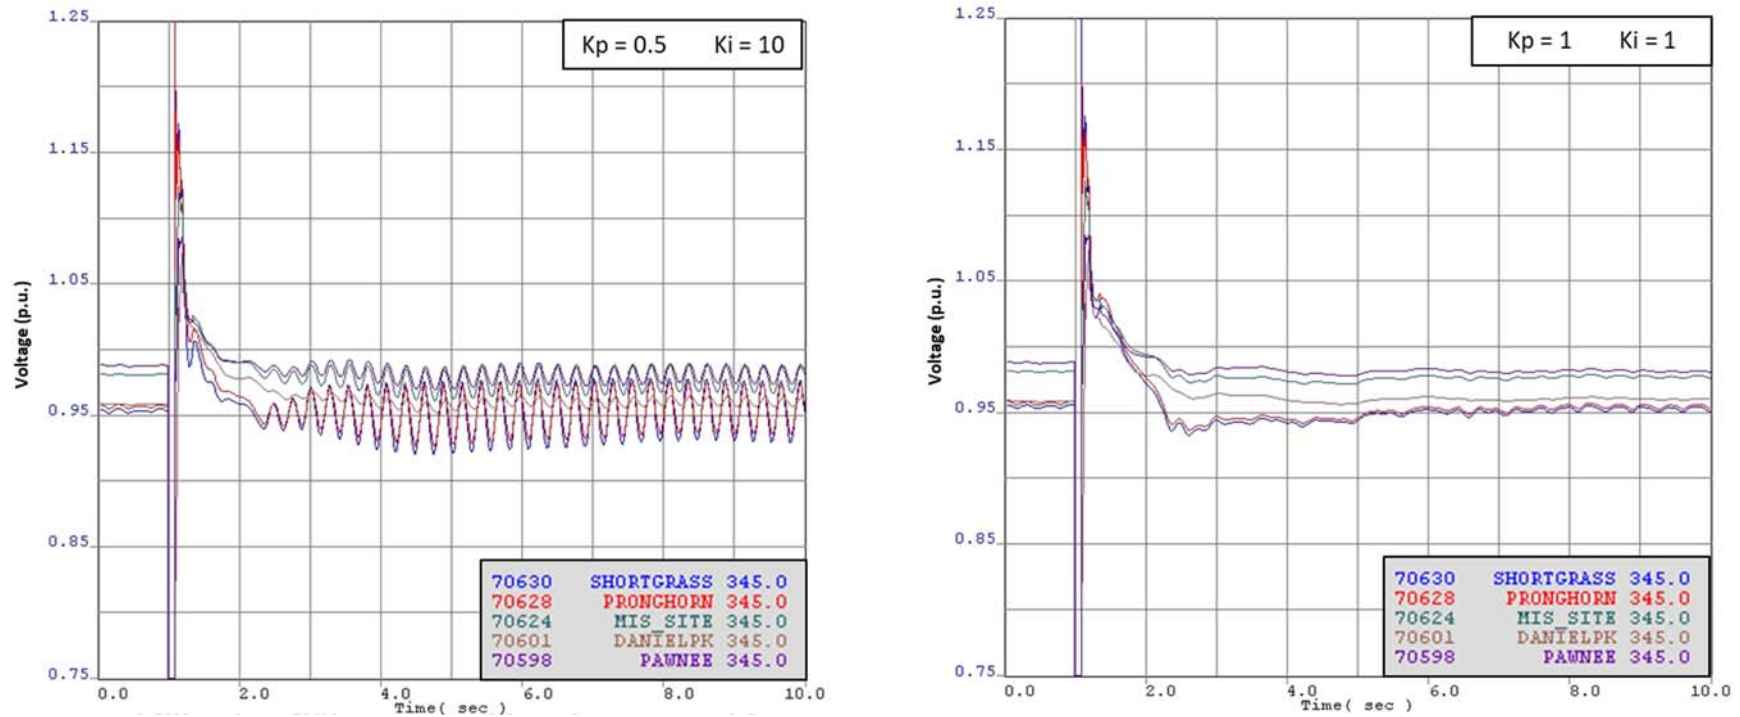 1.25
Kp = 0.5 Ki = 10
1.15
1.05
0.95
0.85
0.75
Voltage (p.u.)
70630 SHORTGRASS 345.0
70628 PRONGHORN 345.0
70624 MIS_SITE 345.0
70601 DANIELPK 345.0
70598 PAWNEE 345.0
0.0 2.0 4.0 6.0 8.0 10.0
Time( sec )
1.25
Kp = 1 Ki = 1
1.15
1.05
0.95
0.85
0.75
Voltage (p.u.)
70630 SHORTGRASS 345.0
70628 PRONGHORN 345.0
70624 MIS_SITE 345.0
70601 DANIELPK 345.0
70598 PAWNEE 345.0
0.0 2.0 4.0 6.0 8.0 10.0
Time( sec )